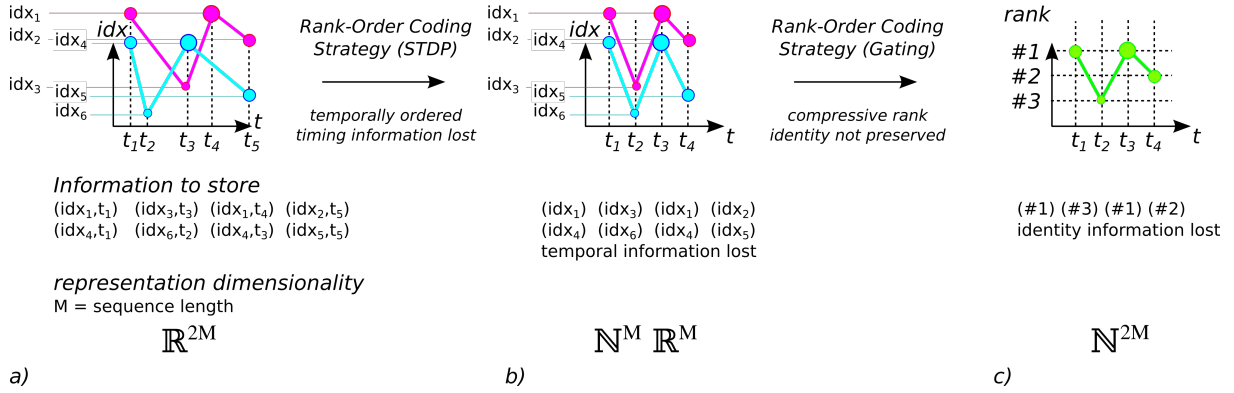 idx₁
idx₂
idx₃
idx
idx₄
idx₅
idx₆
t
t₁ t₂ t₃ t₄ t₅
Rank-Order Coding
Strategy (STDP)
temporally ordered
timing information lost
idx₁
idx₂
idx₃
idx
idx₄
idx₅
idx₆
t
t₁ t₂ t₃ t₄
Rank-Order Coding
Strategy (Gating)
compressive rank
identity not preserved
rank
#1
#2
#3
t
t₁ t₂ t₃ t₄
Information to store
(idx₁,t₁) (idx₃,t₃) (idx₁,t₄) (idx₂,t₅)
(idx₄,t₁) (idx₆,t₂) (idx₄,t₃) (idx₅,t₅)
(idx₁) (idx₃) (idx₁) (idx₂)
(idx₄) (idx₆) (idx₄) (idx₅)
temporal information lost
(#1) (#3) (#1) (#2)
identity information lost
representation dimensionality
M = sequence length
ℝ²ᴹ
ℕᴹ ℝᴹ
ℕ²ᴹ
a)
b)
c)